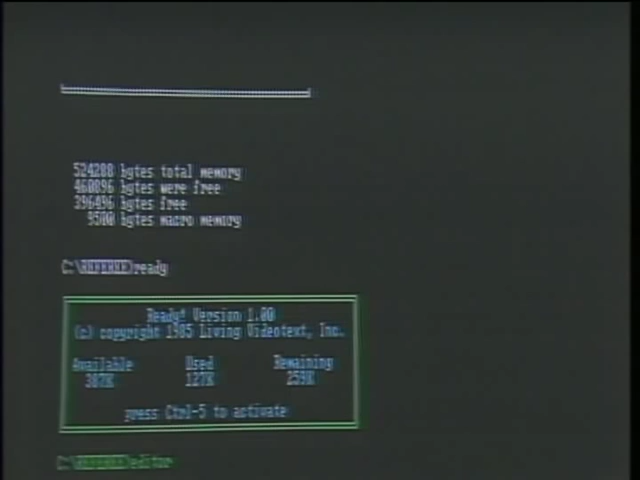 524288 bytes total memory
460896 bytes were free
396496 bytes free
9500 bytes macro memory
ready
Ready! Version 1.00
(c) copyright 1985 Living Videotext, Inc.
Available Used Remaining
387K 127K 259K
press Ctrl-5 to activate
editor